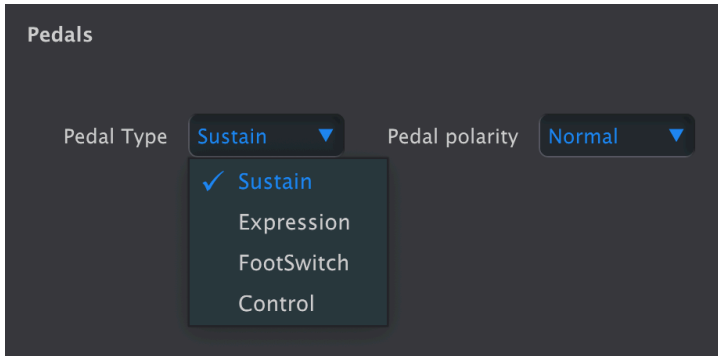 Pedals
Pedal Type Sustain Pedal polarity Normal
Sustain
Expression
FootSwitch
Control